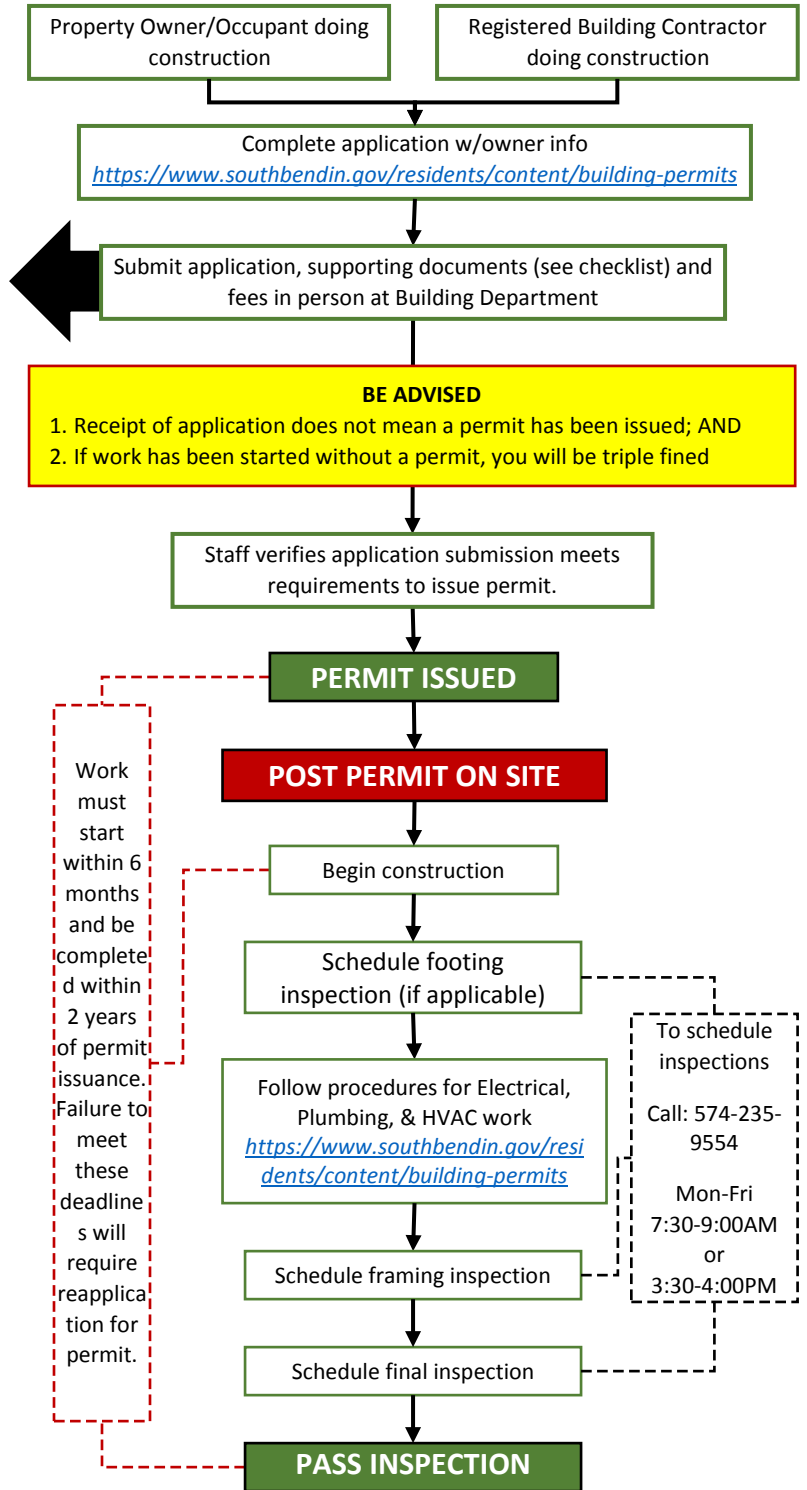 Property Owner/Occupant doing
construction
Registered Building Contractor
doing construction
Complete application w/owner info
https://www.southbendin.gov/residents/content/building-permits
Submit application, supporting documents (see checklist) and
fees in person at Building Department
BE ADVISED
1. Receipt of application does not mean a permit has been issued; AND
2. If work has been started without a permit, you will be triple fined
Staff verifies application submission meets
requirements to issue permit.
PERMIT ISSUED
POST PERMIT ON SITE
Work
must
start
within 6
months
and be
complete
d within
2 years
of permit
issuance.
Failure to
meet
these
deadline
s will
require
reapplica
tion for
permit.
Begin construction
Schedule footing
inspection (if applicable)
Follow procedures for Electrical,
Plumbing, & HVAC work
https://www.southbendin.gov/resi
dents/content/building-permits
To schedule
inspections
Call: 574-235-
9554
Mon-Fri
7:30-9:00AM
or
3:30-4:00PM
Schedule framing inspection
Schedule final inspection
PASS INSPECTION